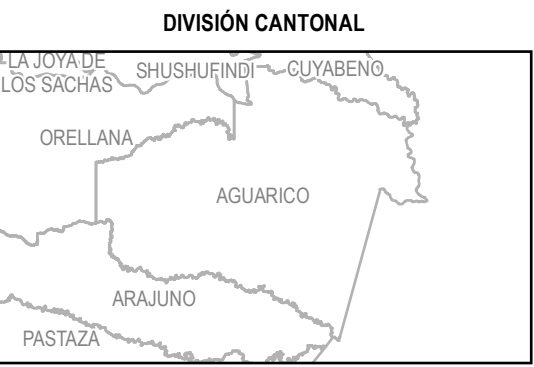 DIVISIÓN CANTONAL
LA JOYA DE
LOS SACHAS
SHUSHUFINDI
CUYABENO
ORELLANA
AGUARICO
ARAJUNO
PASTAZA